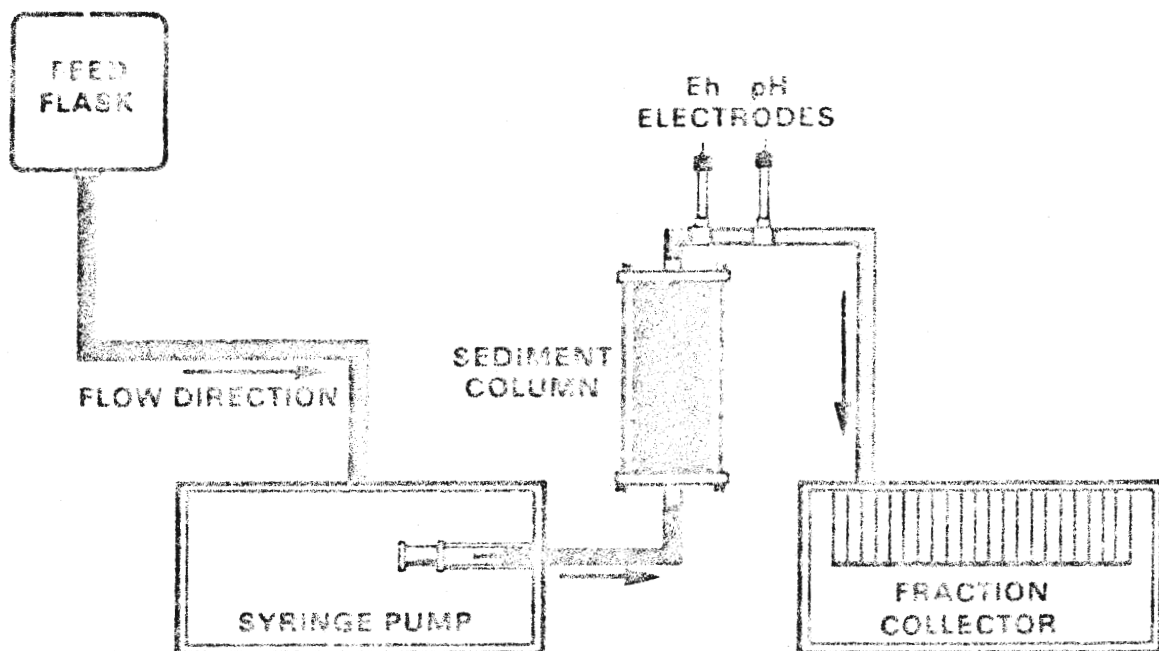 FEED
FLASK
Eh pH
ELECTRODES
SEDIMENT
COLUMN
FLOW DIRECTION
SYRINGE PUMP
FRACTION
COLLECTOR